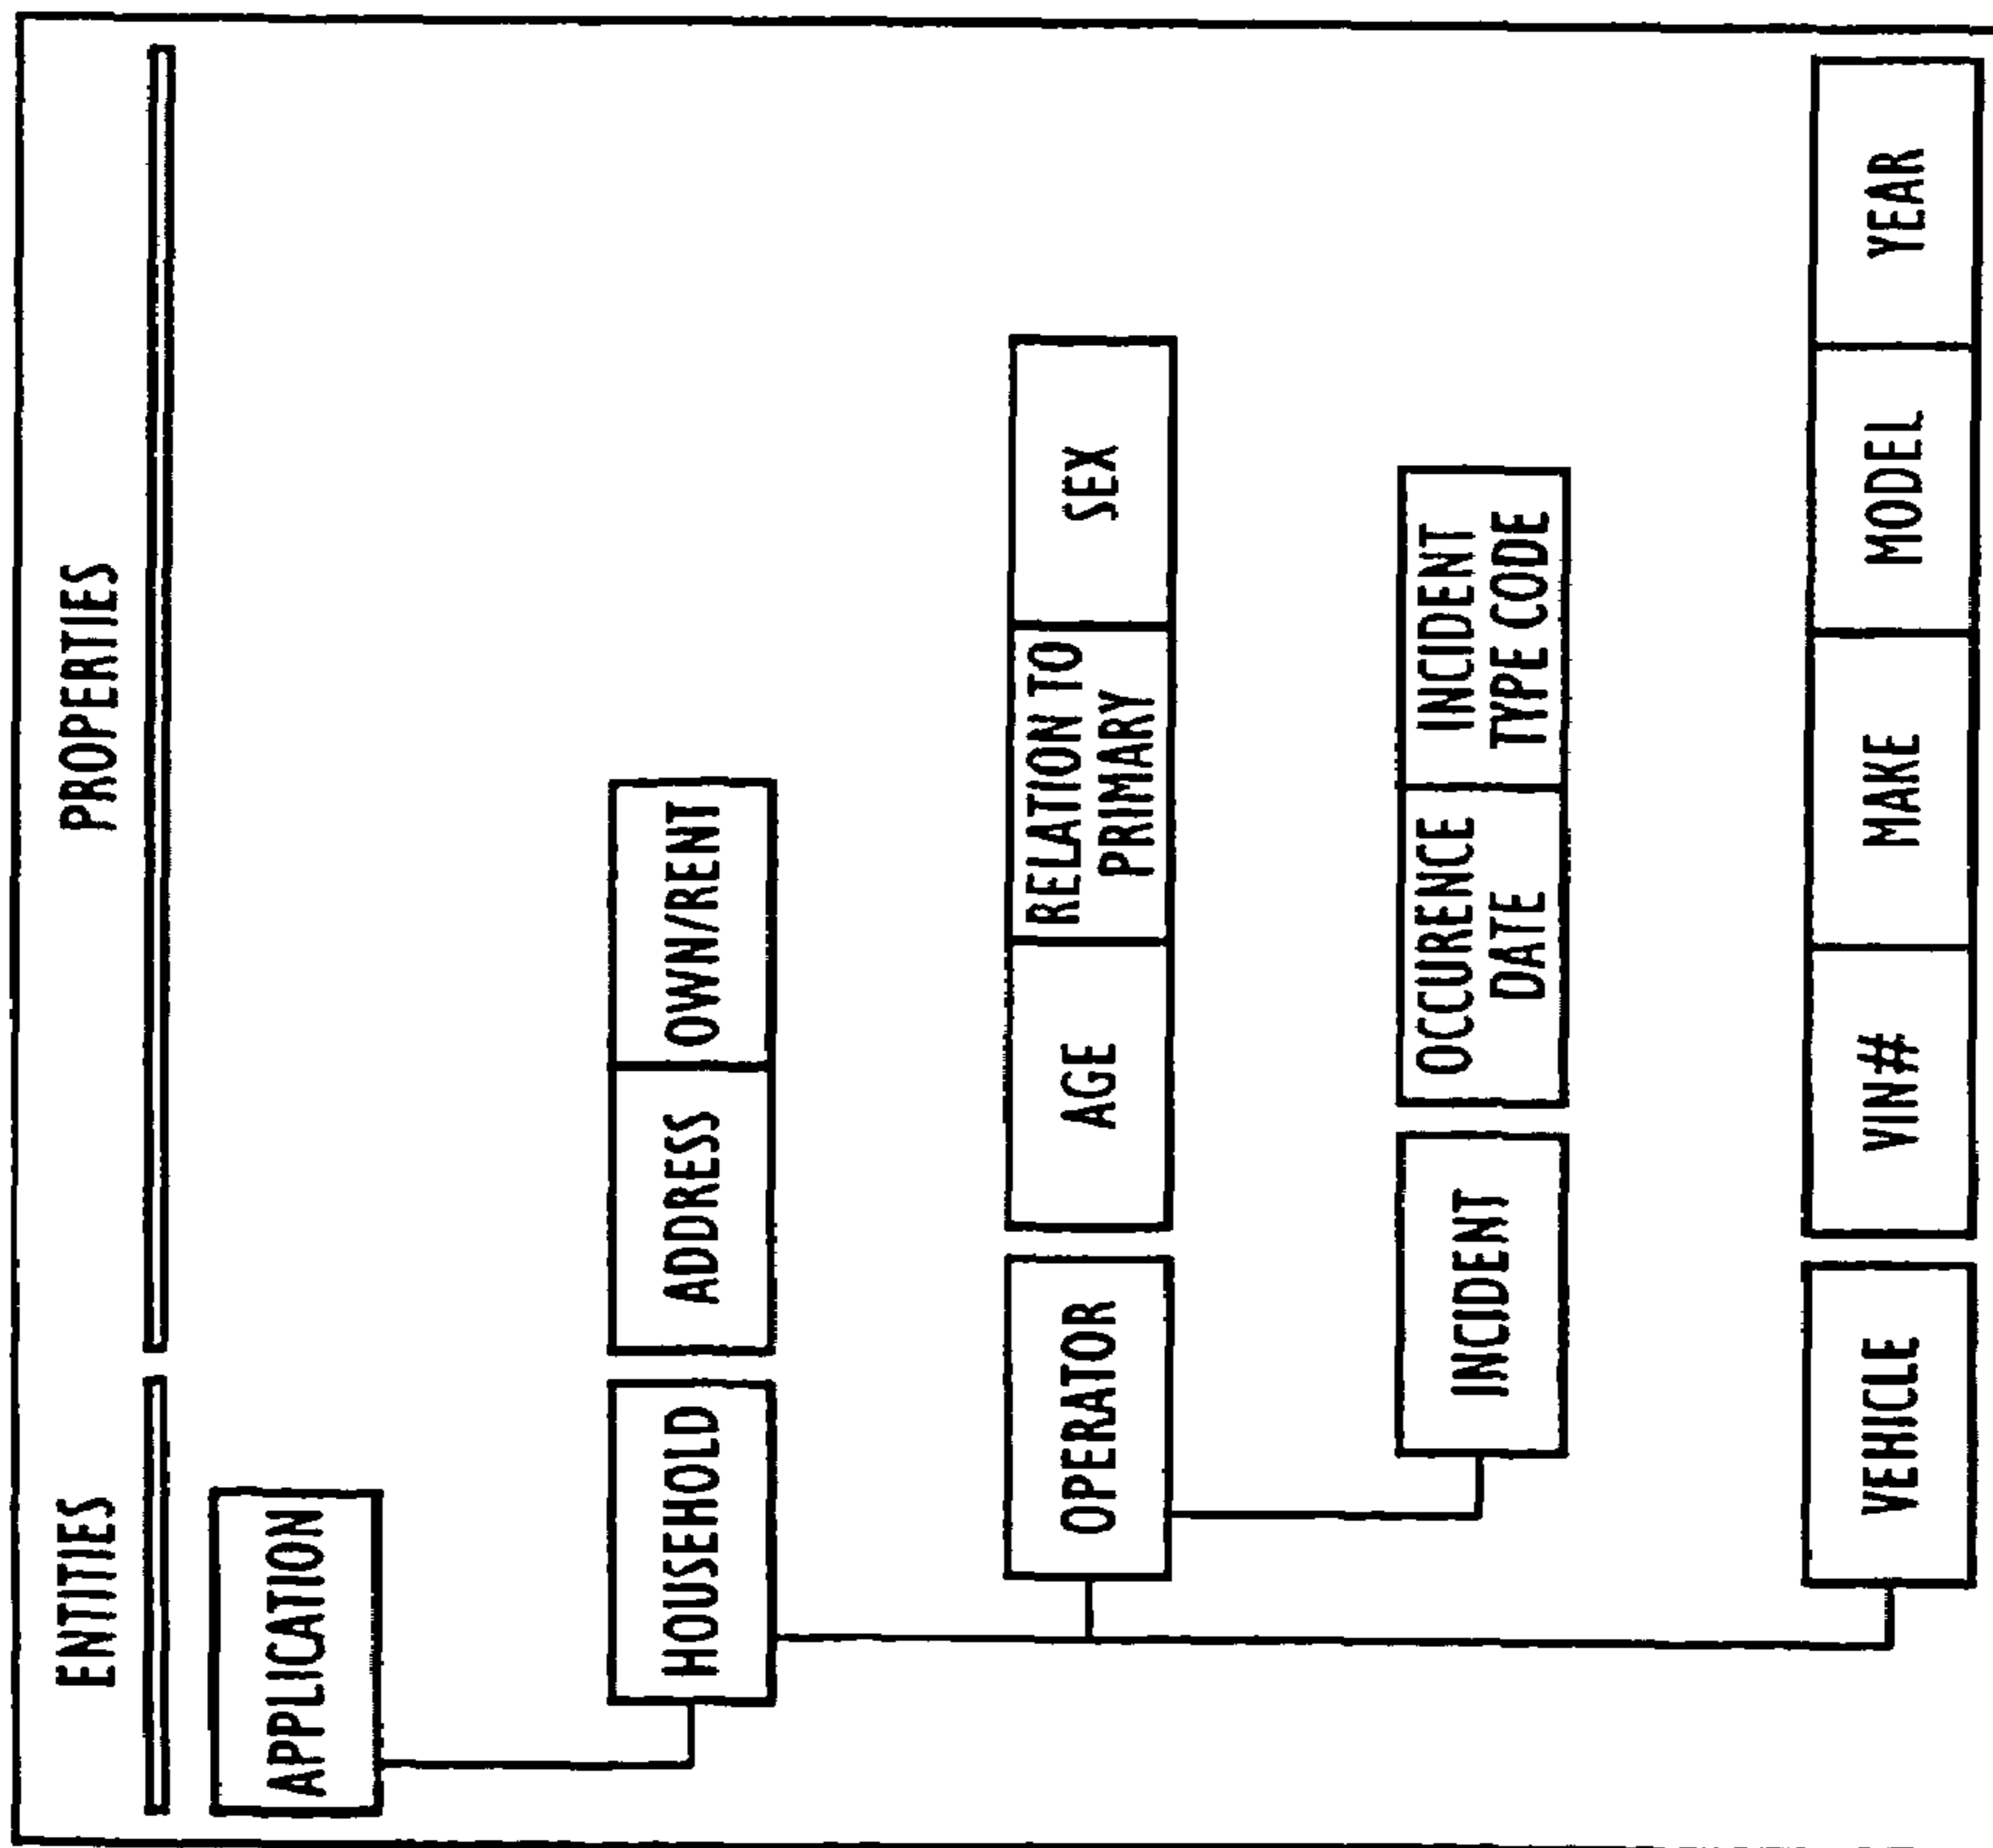 ENTITIES
PROPERTIES
APPLICATION
HOUSEHOLD
ADDRESS
OWN/RENT
OPERATOR
AGE
RELATION TO
PRIMARY
SEX
INCIDENT
OCCURENCE
DATE
INCIDENT
TYPE CODE
VEHICLE
VIN#
MAKE
MODEL
YEAR